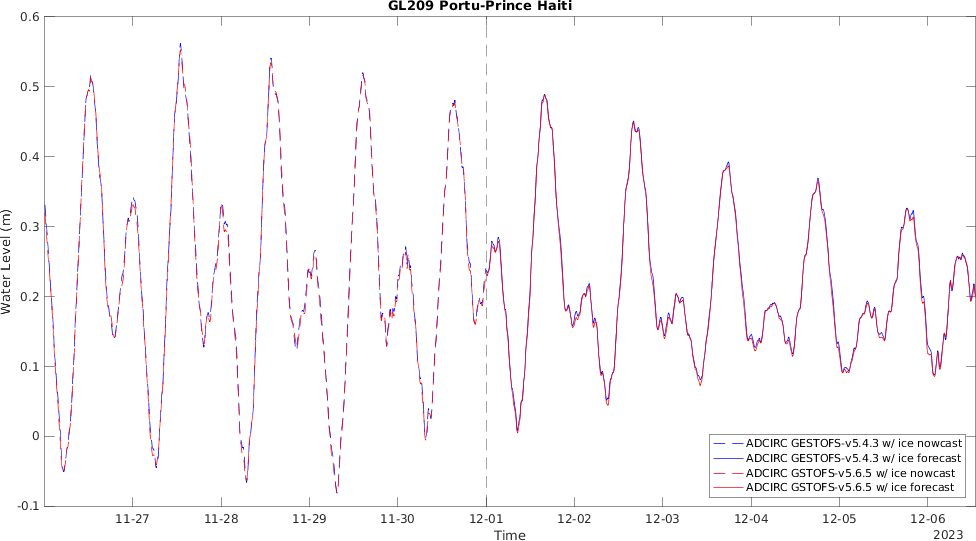 GL209 Portu-Prince Haiti
0.6
0.5
0.4
0.3
0.2
0.1
0
-0.1
Water Level (m)
11-27 11-28 11-29 11-30 12-01 12-02 12-03 12-04 12-05 12-06
Time
2023
ADCIRC GESTOFS-v5.4.3 w/ ice nowcast
ADCIRC GESTOFS-v5.4.3 w/ ice forecast
ADCIRC GSTOFS-v5.6.5 w/ ice nowcast
ADCIRC GSTOFS-v5.6.5 w/ ice forecast